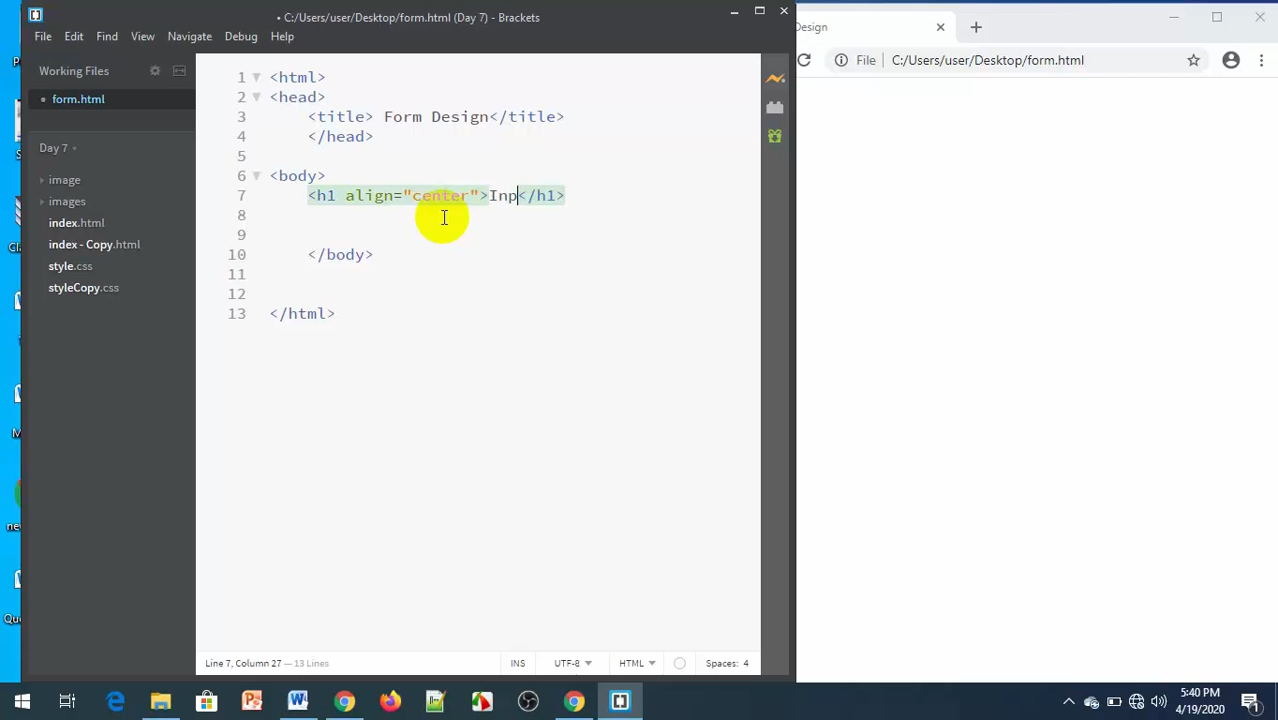 C:/Users/user/Desktop/form.html (Day 7) - Brackets
File Edit Find View Navigate Debug Help
Working Files
form.html
Day 7
image
images
index.html
index - Copy.html
style.css
styleCopy.css
1 <html>
2 <head>
3 <title> Form Design</title>
4 </head>
5
6 <body>
7 <h1 align="center">Inp</h1>
8
9
10 </body>
11
12
13 </html>
Line 7, Column 27 — 13 Lines
INS UTF-8 HTML Spaces: 4
Design
File C:/Users/user/Desktop/form.html
5:40 PM
4/19/2020